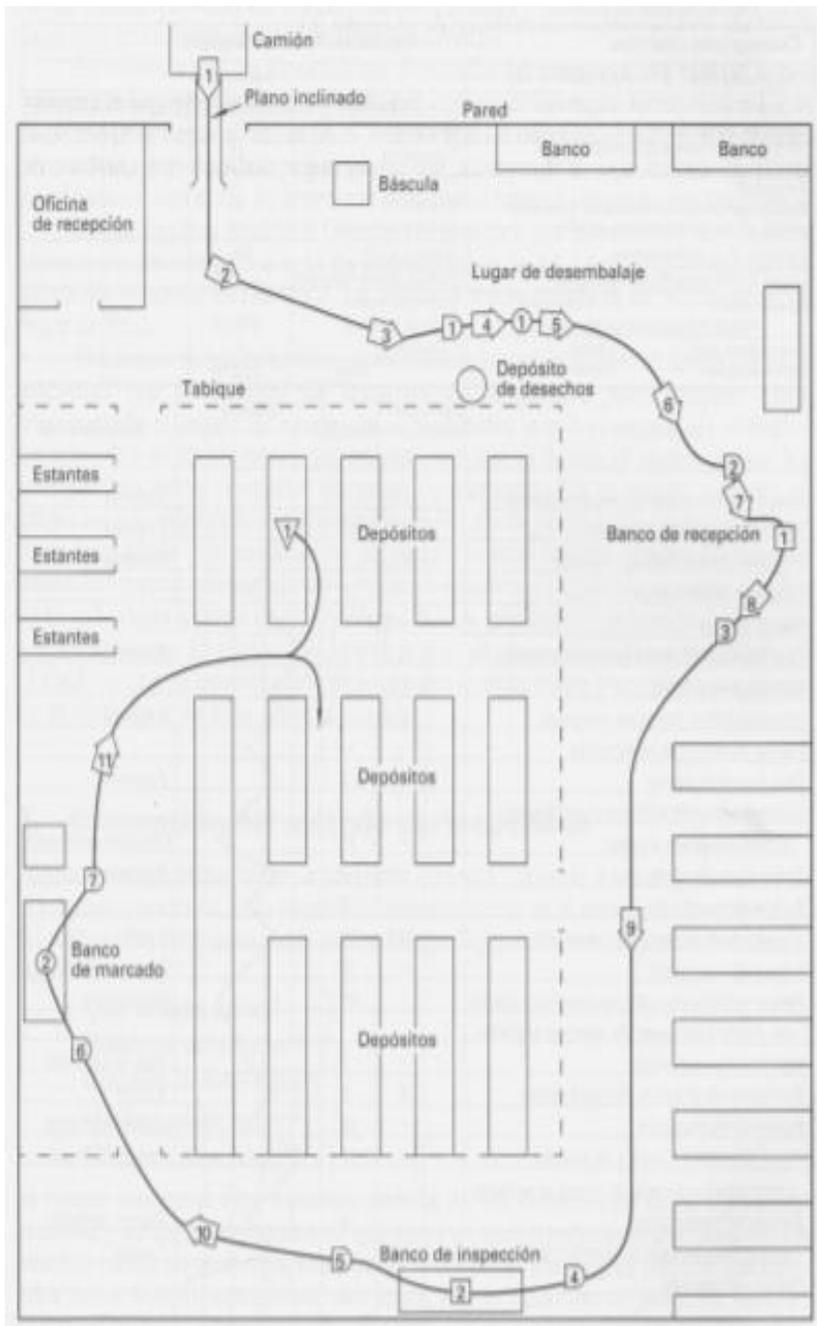 Camión
1
Plano inclinado
Pared
Banco
Banco
Báscula
Oficina
de recepción
2
Lugar de desembalaje
3
1
4
1
5
Depósito
de desechos
Tabique
6
Estantes
2
7
1
Depósitos
Banco de recepción
1
Estantes
8
3
Estantes
11
Depósitos
7
9
Banco
de marcado
2
Depósitos
6
10
5
Banco de inspección
2
4